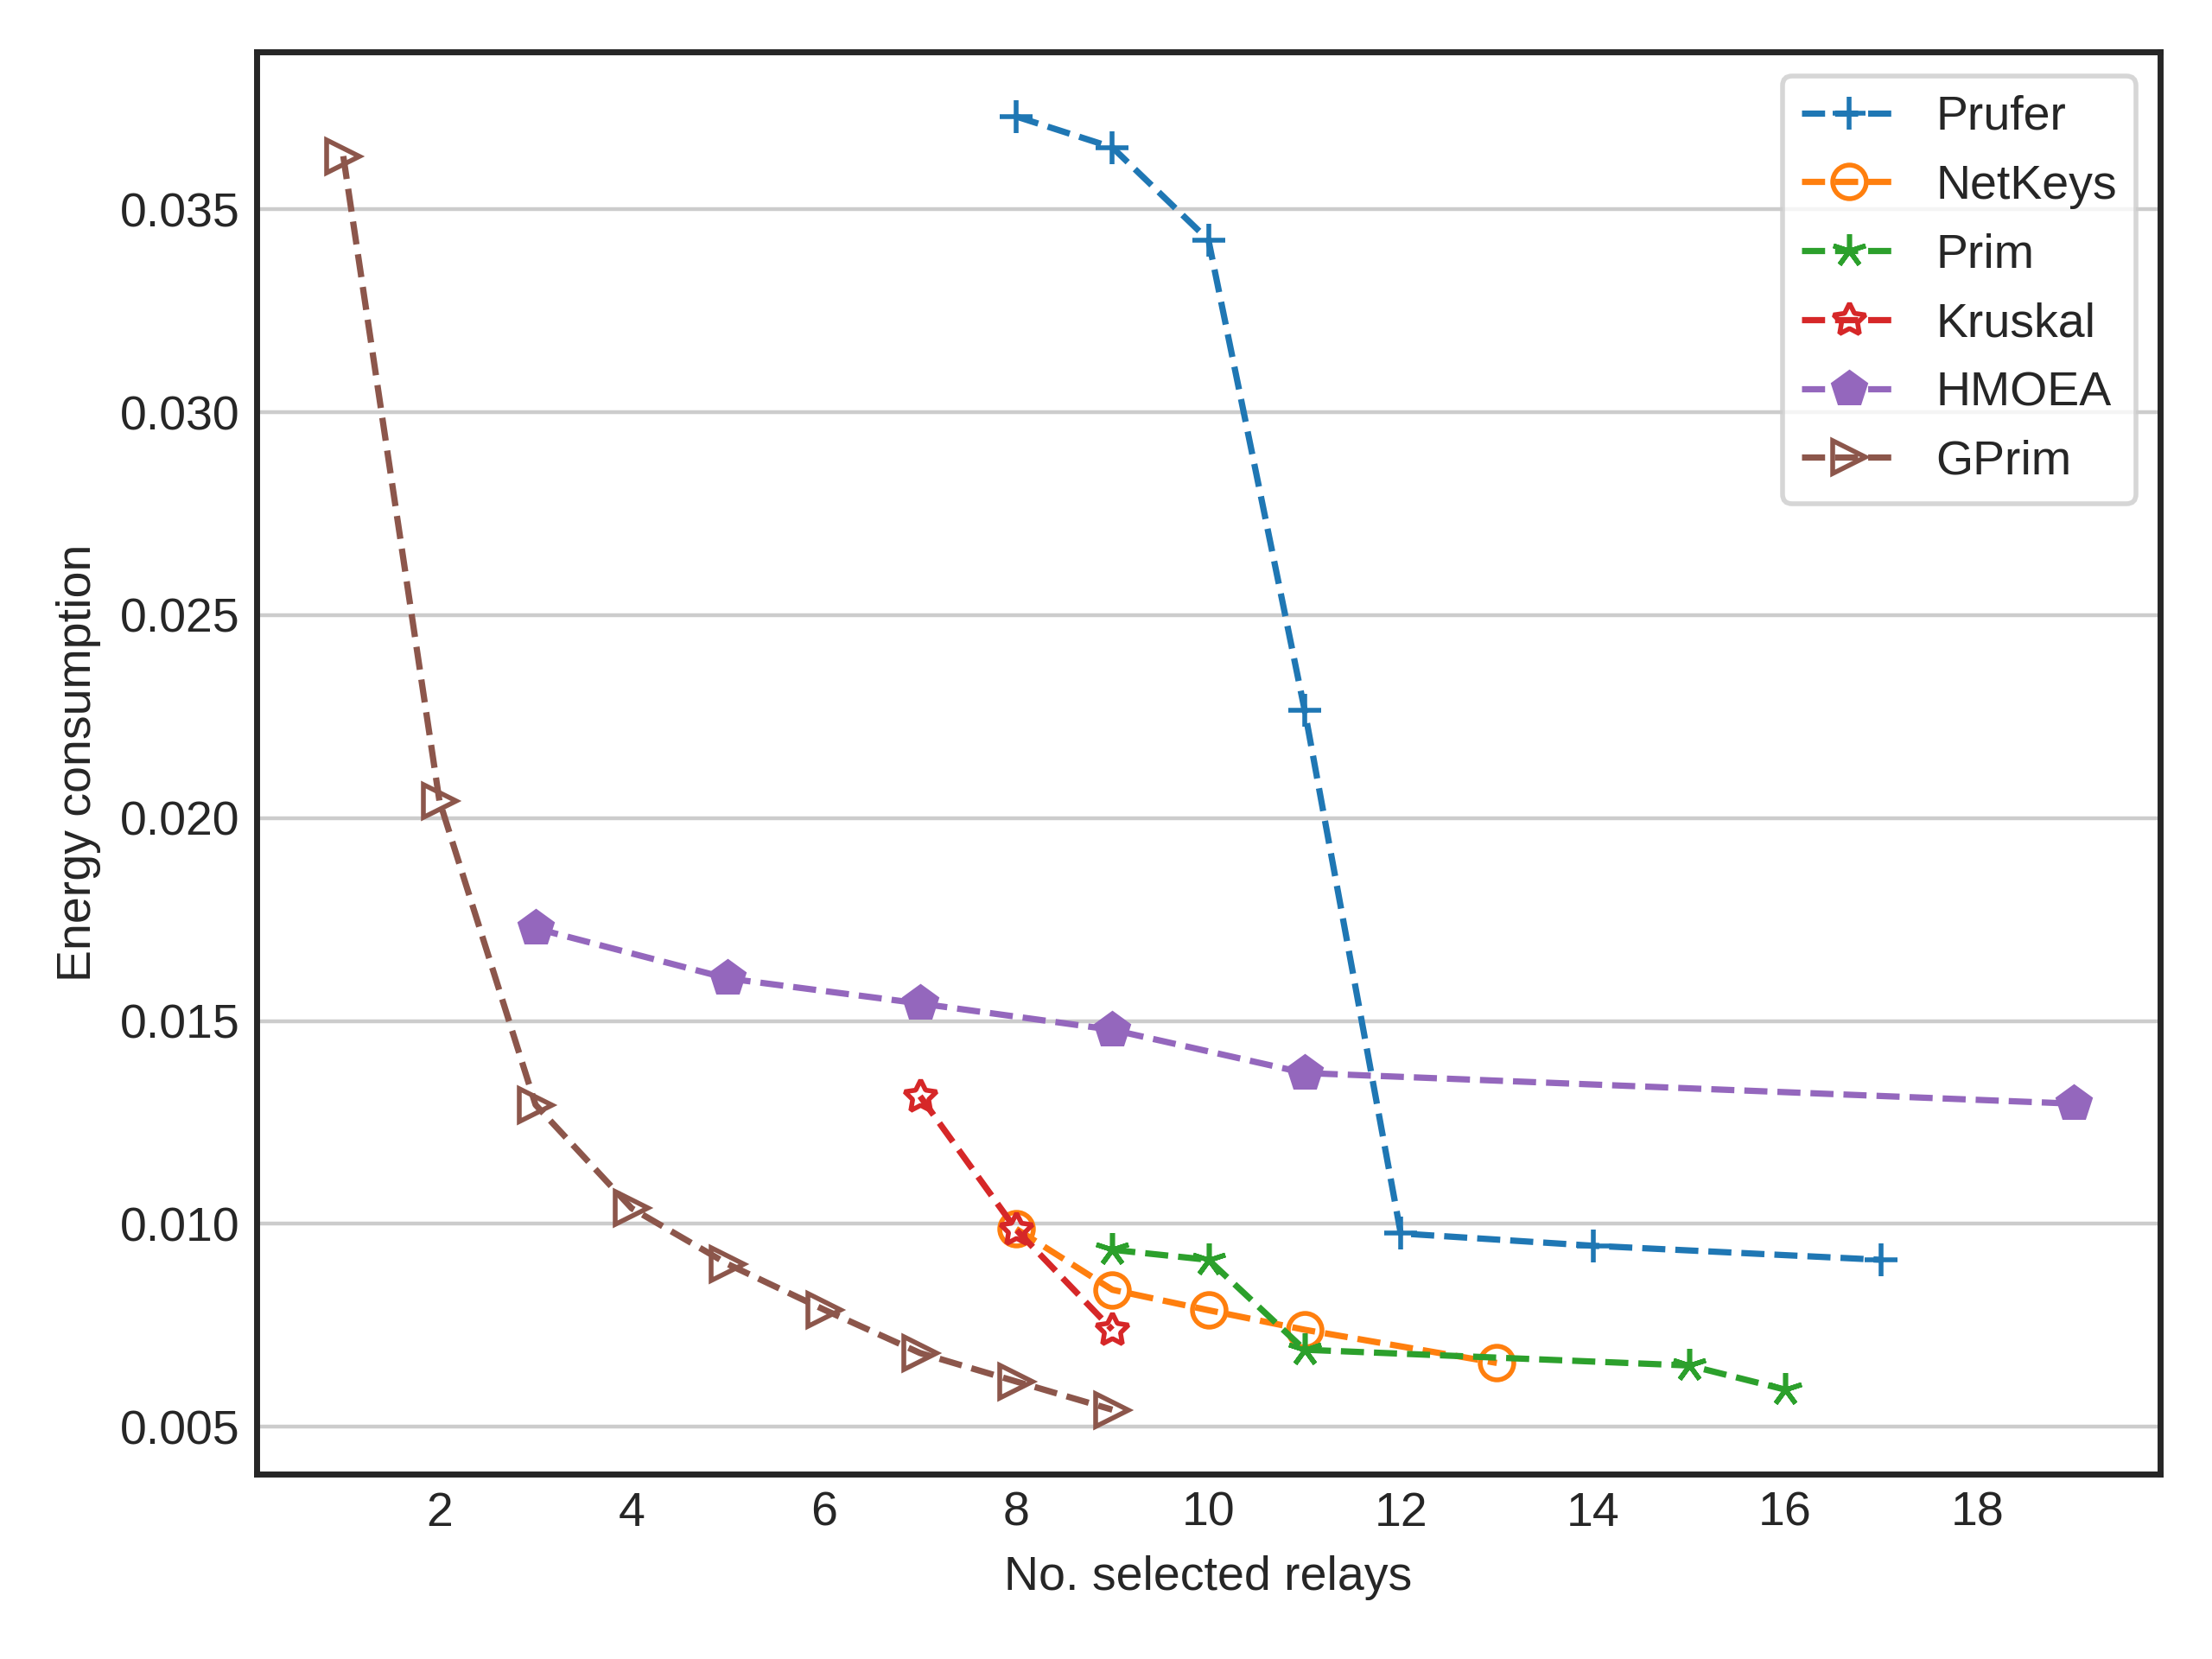 Prufer
NetKeys
Prim
Kruskal
HMOEA
GPrim
0.035
0.030
0.025
0.020
0.015
0.010
0.005
Energy consumption
2 4 6 8 10 12 14 16 18
No. selected relays